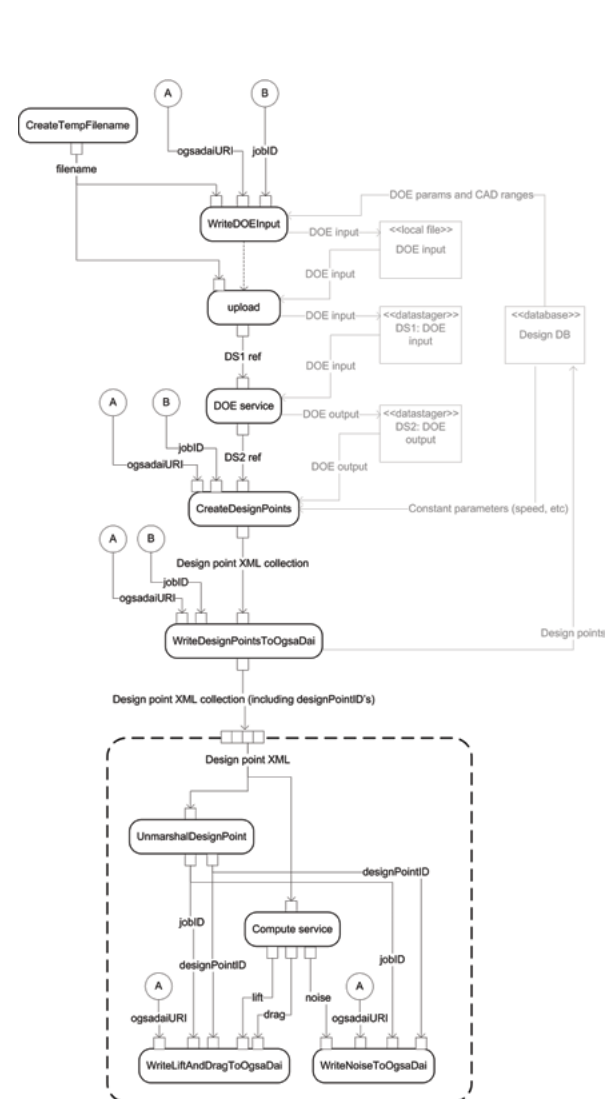 A
B
CreateTempFilename
ogsadaiURI
jobID
filename
DOE params and CAD ranges
WriteDOEInput
DOE input
<<local file>>
DOE input
DOE input
upload
DOE input
<<datastager>>
DS1: DOE
input
<<database>>
Design DB
DS1 ref
DOE input
DOE service
A
B
DOE output
<<datastager>>
DS2: DOE
output
jobID
DS2 ref
ogsadaiURI
DOE output
CreateDesignPoints
Constant parameters (speed, etc)
A
B
Design point XML collection
jobID
ogsadaiURI
WriteDesignPointsToOgsaDai
Design points
Design point XML collection (including designPointID's)
Design point XML
UnmarshalDesignPoint
designPointID
jobID
Compute service
designPointID
jobID
A
A
lift
noise
drag
ogsadaiURI
ogsadaiURI
WriteLiftAndDragToOgsaDai
WriteNoiseToOgsaDai